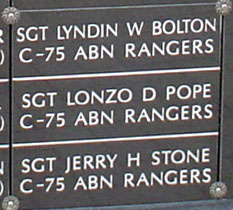 SGT LYNDIN W BOLTON
C-75 ABN RANGERS
SGT LONZO D POPE
C-75 ABN RANGERS
SGT JERRY H STONE
C-75 ABN RANGERS